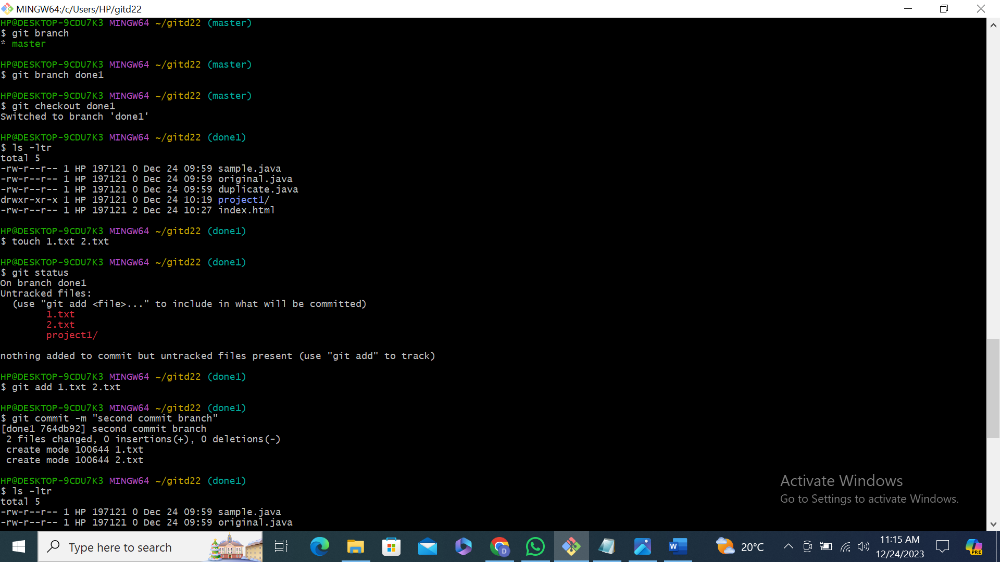 MINGW64:/c/Users/HP/gitd22
HP@DESKTOP-9CDU7K3 MINGW64 ~/gitd22 (master)
$ git branch
* master
HP@DESKTOP-9CDU7K3 MINGW64 ~/gitd22 (master)
$ git branch done1
HP@DESKTOP-9CDU7K3 MINGW64 ~/gitd22 (master)
$ git checkout done1
Switched to branch 'done1'
HP@DESKTOP-9CDU7K3 MINGW64 ~/gitd22 (done1)
$ ls -ltr
total 5
-rw-r--r-- 1 HP 197121 0 Dec 24 09:59 sample.java
-rw-r--r-- 1 HP 197121 0 Dec 24 09:59 original.java
-rw-r--r-- 1 HP 197121 0 Dec 24 09:59 duplicate.java
drwxr-xr-x 1 HP 197121 0 Dec 24 10:19 project1/
-rw-r--r-- 1 HP 197121 2 Dec 24 10:27 index.html
HP@DESKTOP-9CDU7K3 MINGW64 ~/gitd22 (done1)
$ touch 1.txt 2.txt
HP@DESKTOP-9CDU7K3 MINGW64 ~/gitd22 (done1)
$ git status
On branch done1
Untracked files:
  (use "git add <file>..." to include in what will be committed)
        1.txt
        2.txt
        project1/
nothing added to commit but untracked files present (use "git add" to track)
HP@DESKTOP-9CDU7K3 MINGW64 ~/gitd22 (done1)
$ git add 1.txt 2.txt
HP@DESKTOP-9CDU7K3 MINGW64 ~/gitd22 (done1)
$ git commit -m "second commit branch"
[done1 764db92] second commit branch
 2 files changed, 0 insertions(+), 0 deletions(-)
 create mode 100644 1.txt
 create mode 100644 2.txt
HP@DESKTOP-9CDU7K3 MINGW64 ~/gitd22 (done1)
$ ls -ltr
total 5
-rw-r--r-- 1 HP 197121 0 Dec 24 09:59 sample.java
-rw-r--r-- 1 HP 197121 0 Dec 24 09:59 original.java
Activate Windows
Go to Settings to activate Windows.
Type here to search
D
W
20°C
11:15 AM
12/24/2023
PRE